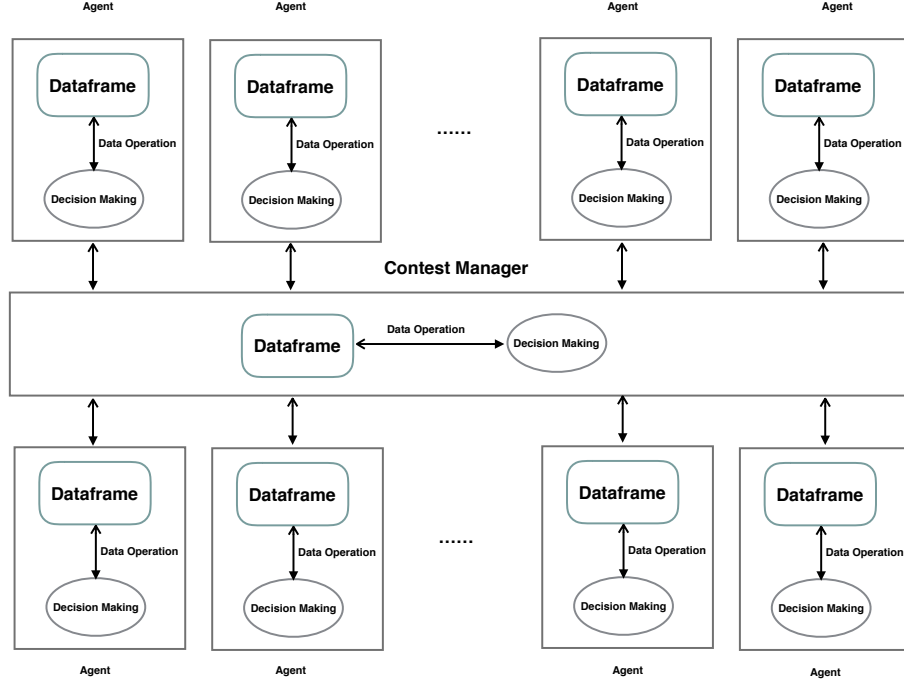 Agent
Agent
Agent
Agent
Dataframe
Dataframe
Dataframe
Dataframe
......
Data Operation
Data Operation
Data Operation
Data Operation
Decision Making
Decision Making
Decision Making
Decision Making
Contest Manager
Data Operation
Dataframe
Decision Making
Dataframe
Dataframe
Dataframe
Dataframe
......
Data Operation
Data Operation
Data Operation
Data Operation
Decision Making
Decision Making
Decision Making
Decision Making
Agent
Agent
Agent
Agent